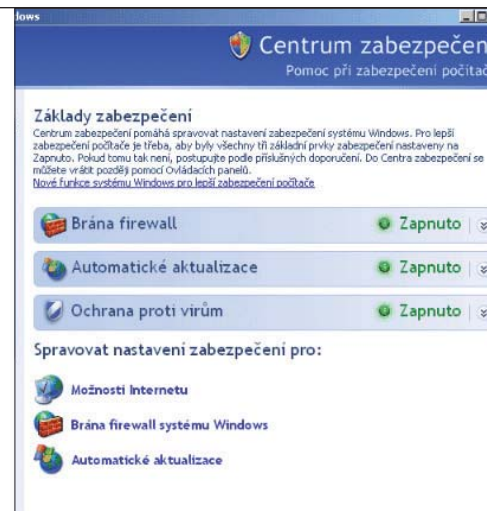 Centrum zabezpečen
Pomoc při zabezpečení počítač
Základy zabezpečení
Centrum zabezpečení pomáhá spravovat nastavení zabezpečení systému Windows. Pro lepší
zabezpečení počítače je třeba, aby byly všechny tři základní prvky zabezpečení nastaveny na
Zapnuto. Pokud tomu tak není, postupujte podle příslušných doporučení. Do Centra zabezpečení se
můžete vrátit později pomocí Ovládacích panelů.
Nové funkce systému Windows pro lepší zabezpečení počítače
Brána firewall Zapnuto
Automatické aktualizace Zapnuto
Ochrana proti virům Zapnuto
Spravovat nastavení zabezpečení pro:
Možnosti Internetu
Brána firewall systému Windows
Automatické aktualizace